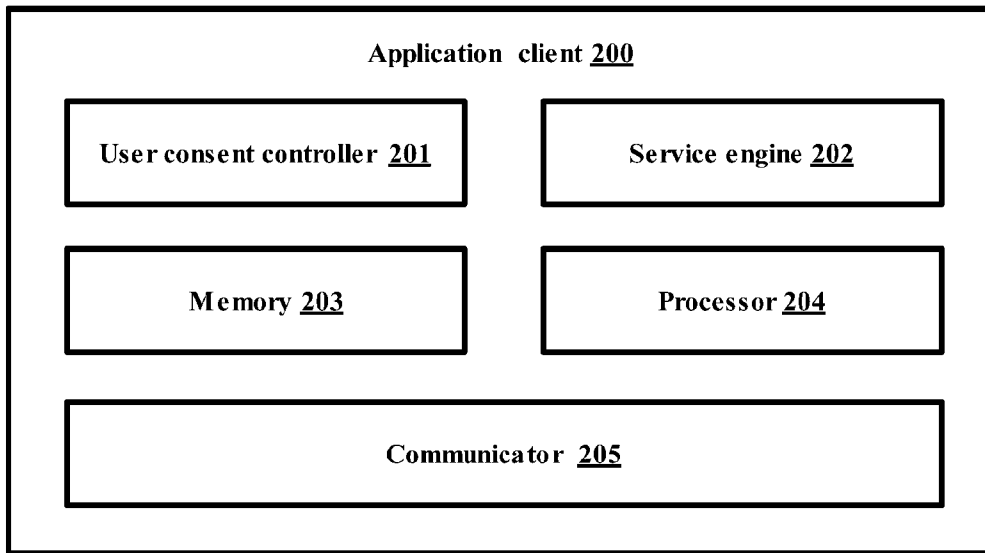 Application client 200
User consent controller 201
Service engine 202
Memory 203
Processor 204
Communicator 205